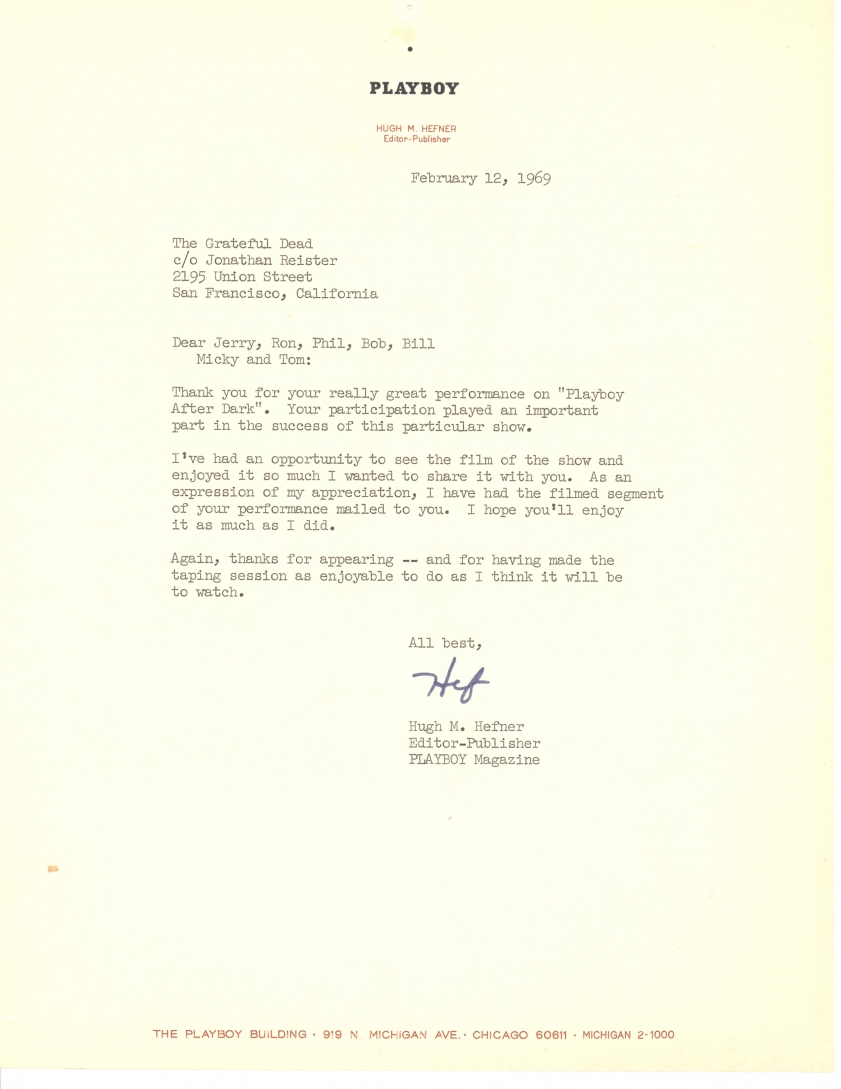 PLAYBOY
HUGH M. HEFNER
Editor-Publisher
February 12, 1969
The Grateful Dead
c/o Jonathan Reister
2195 Union Street
San Francisco, California
Dear Jerry, Ron, Phil, Bob, Bill
Micky and Tom:
Thank you for your really great performance on "Playboy
After Dark". Your participation played an important
part in the success of this particular show.
I've had an opportunity to see the film of the show and
enjoyed it so much I wanted to share it with you. As an
expression of my appreciation, I have had the filmed segment
of your performance mailed to you. I hope you'll enjoy
it as much as I did.
Again, thanks for appearing -- and for having made the
taping session as enjoyable to do as I think it will be
to watch.
All best,
Hef
Hugh M. Hefner
Editor-Publisher
PLAYBOY Magazine
THE PLAYBOY BUILDING · 919 N MICHIGAN AVE. · CHICAGO 60611 · MICHIGAN 2-1000